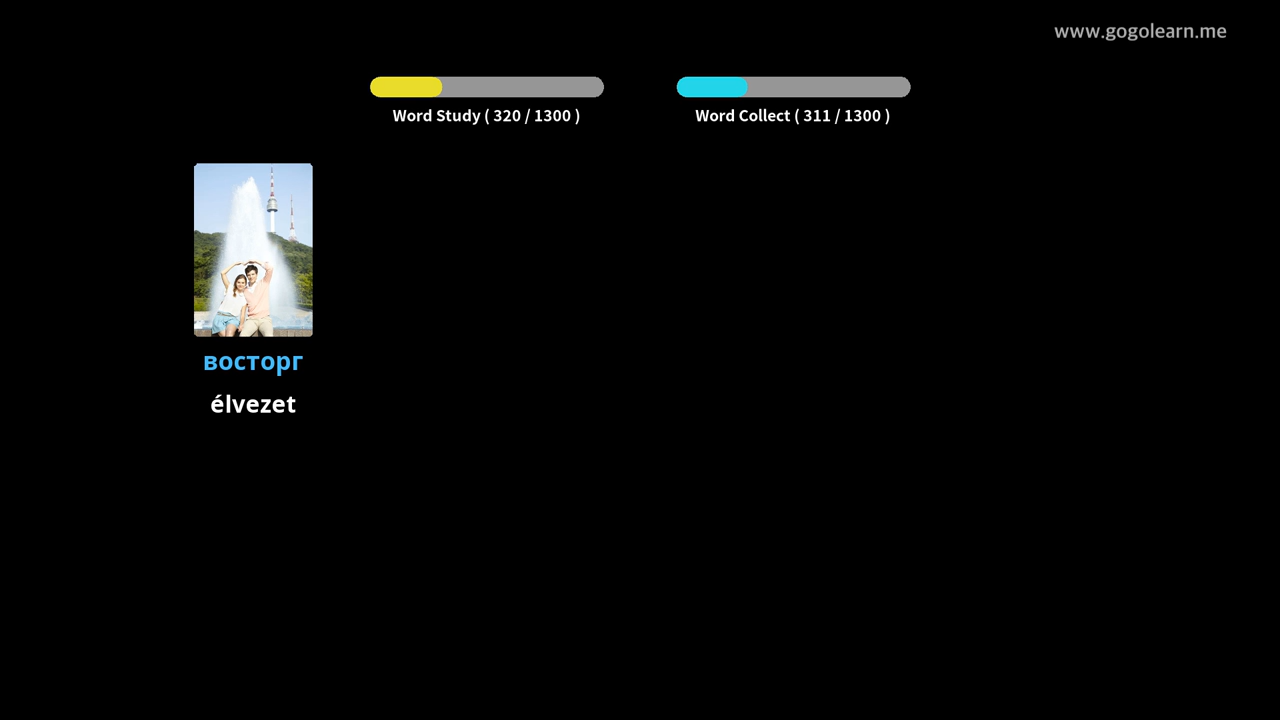 www.gogolearn.me
Word Study ( 320 / 1300 )
Word Collect ( 311 / 1300 )
восторг
élvezet